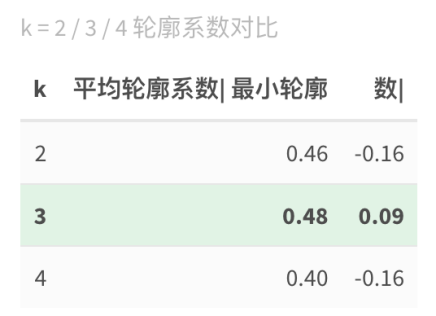 k = 2 / 3 / 4 轮廓系数对比
k 平均轮廓系数| 最小轮廓 数|
2 0.46 -0.16
3 0.48 0.09
4 0.40 -0.16